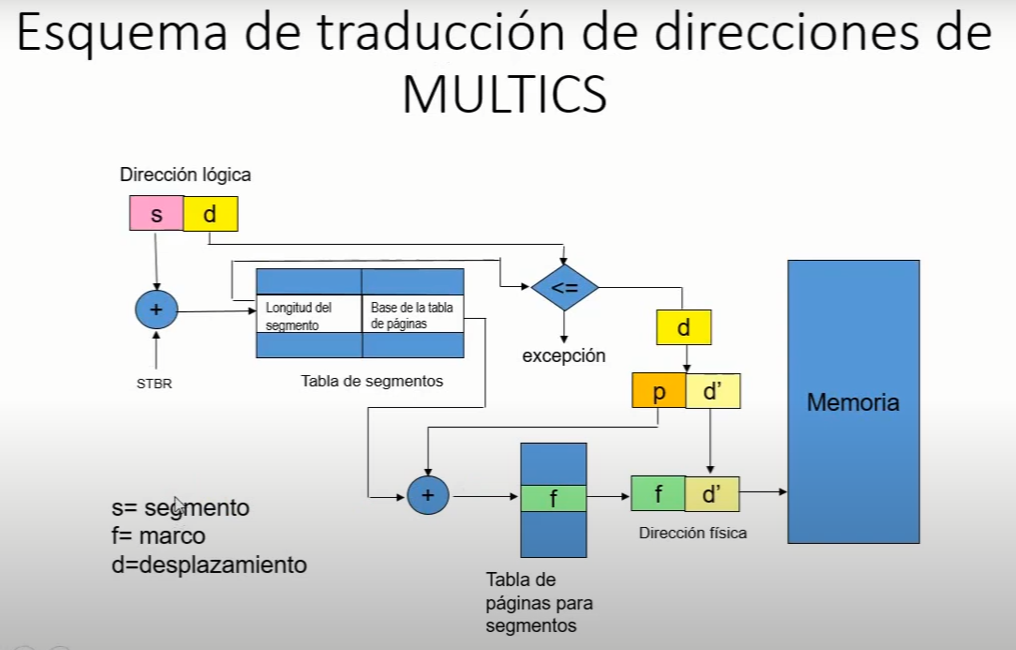 Esquema de traducción de direcciones de
MULTICS
Dirección lógica
s d
+
STBR
Longitud del
segmento
Base de la tabla
de páginas
Tabla de segmentos
<=
excepción
d
p d’
Memoria
+
f
f d’
Dirección física
Tabla de
páginas para
segmentos
s= segmento
f= marco
d=desplazamiento